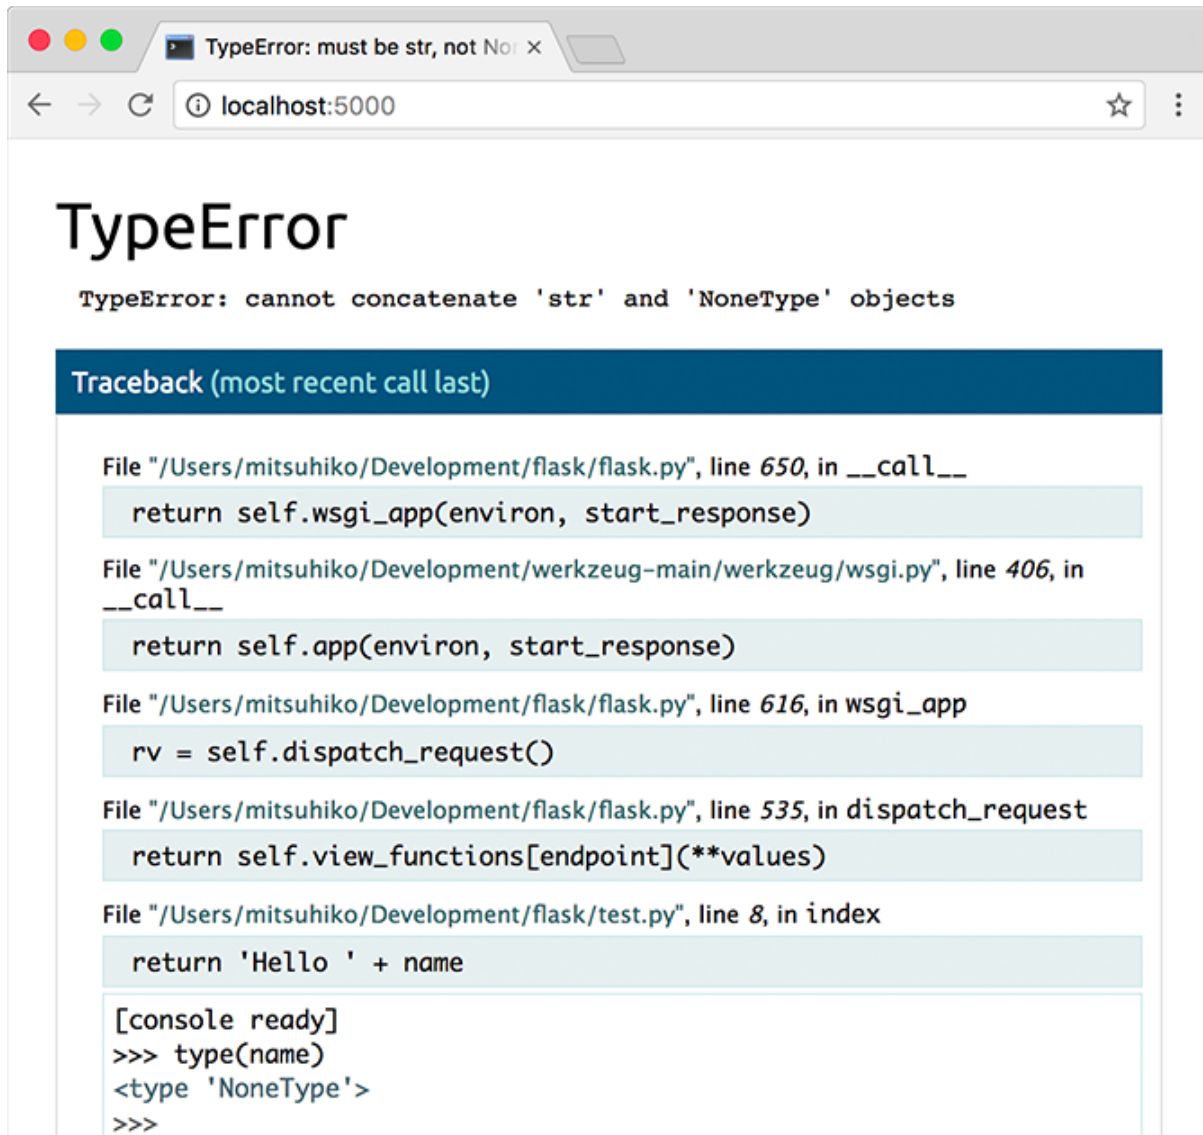 TypeError: must be str, not Non
localhost:5000
TypeError
TypeError: cannot concatenate 'str' and 'NoneType' objects
Traceback (most recent call last)
File "/Users/mitsuhiko/Development/flask/flask.py", line 650, in __call__
return self.wsgi_app(environ, start_response)
File "/Users/mitsuhiko/Development/werkzeug-main/werkzeug/wsgi.py", line 406, in
__call__
return self.app(environ, start_response)
File "/Users/mitsuhiko/Development/flask/flask.py", line 616, in wsgi_app
rv = self.dispatch_request()
File "/Users/mitsuhiko/Development/flask/flask.py", line 535, in dispatch_request
return self.view_functions[endpoint](**values)
File "/Users/mitsuhiko/Development/flask/test.py", line 8, in index
return 'Hello ' + name
[console ready]
>>> type(name)
<type 'NoneType'>
>>>